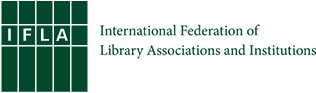 IFLA
International Federation of
Library Associations and Institutions